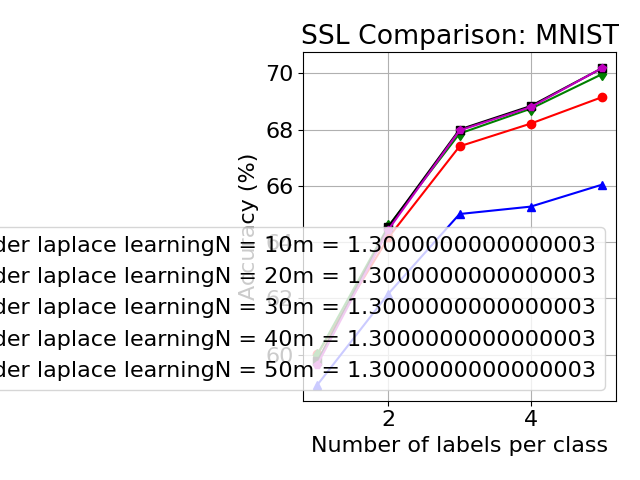 SSL Comparison: MNIST
70
68
66
64
62
60
Accuracy (%)
der laplace learningN = 10m = 1.3000000000000003
der laplace learningN = 20m = 1.3000000000000003
der laplace learningN = 30m = 1.3000000000000003
der laplace learningN = 40m = 1.3000000000000003
der laplace learningN = 50m = 1.3000000000000003
2 4
Number of labels per class